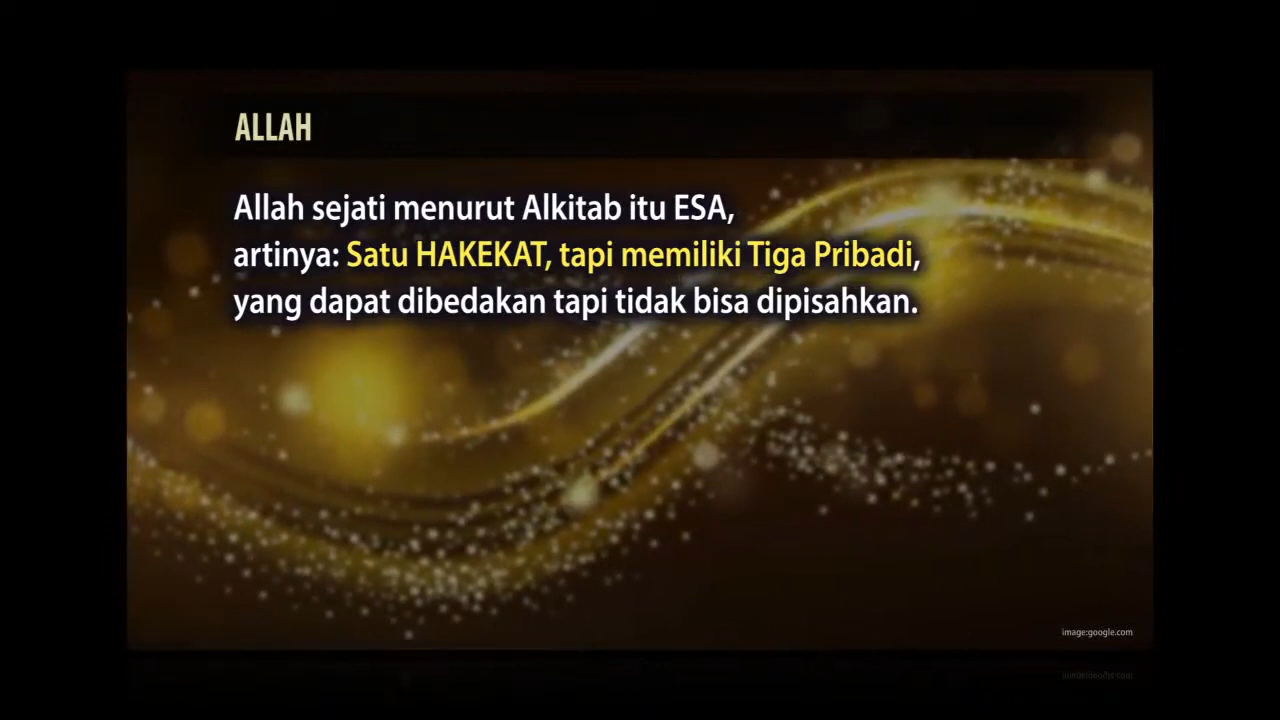 ALLAH
Allah sejati menurut Alkitab itu ESA,
artinya: Satu HAKEKAT, tapi memiliki Tiga Pribadi,
yang dapat dibedakan tapi tidak bisa dipisahkan.
image:google.com